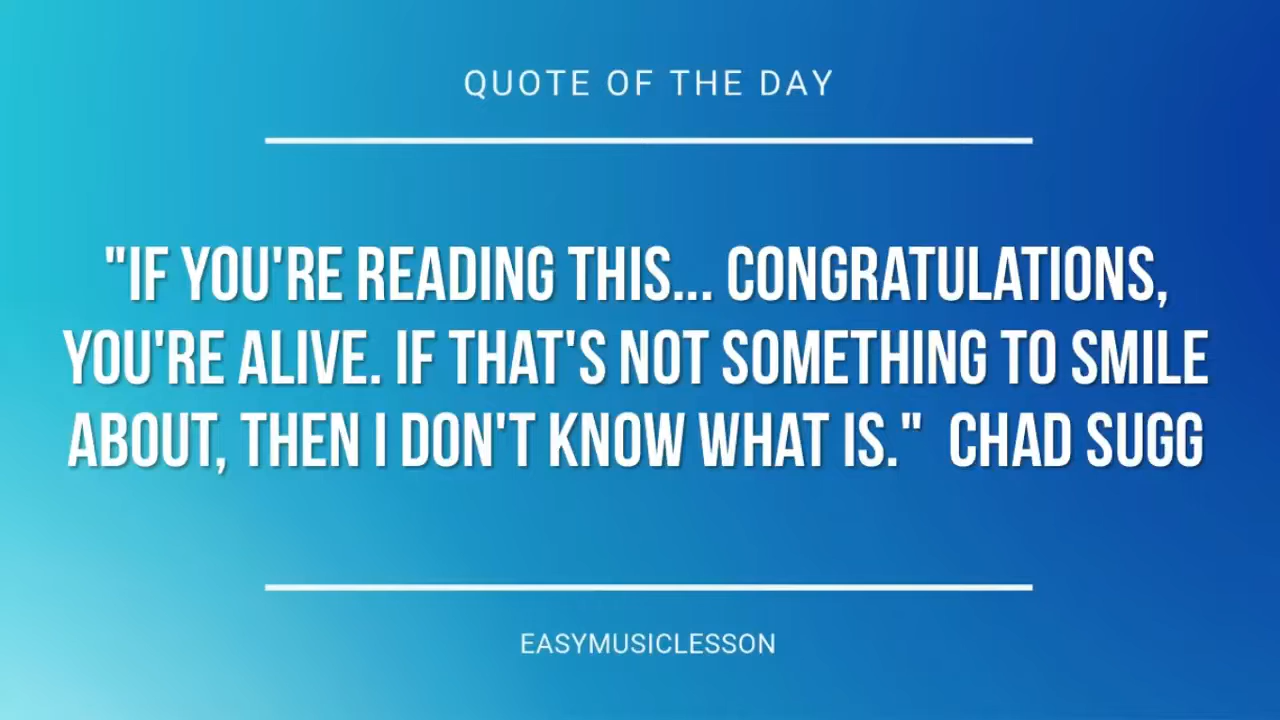 QUOTE OF THE DAY
"IF YOU'RE READING THIS... CONGRATULATIONS,
YOU'RE ALIVE. IF THAT'S NOT SOMETHING TO SMILE
ABOUT, THEN I DON'T KNOW WHAT IS." CHAD SUGG
EASYMUSICLESSON